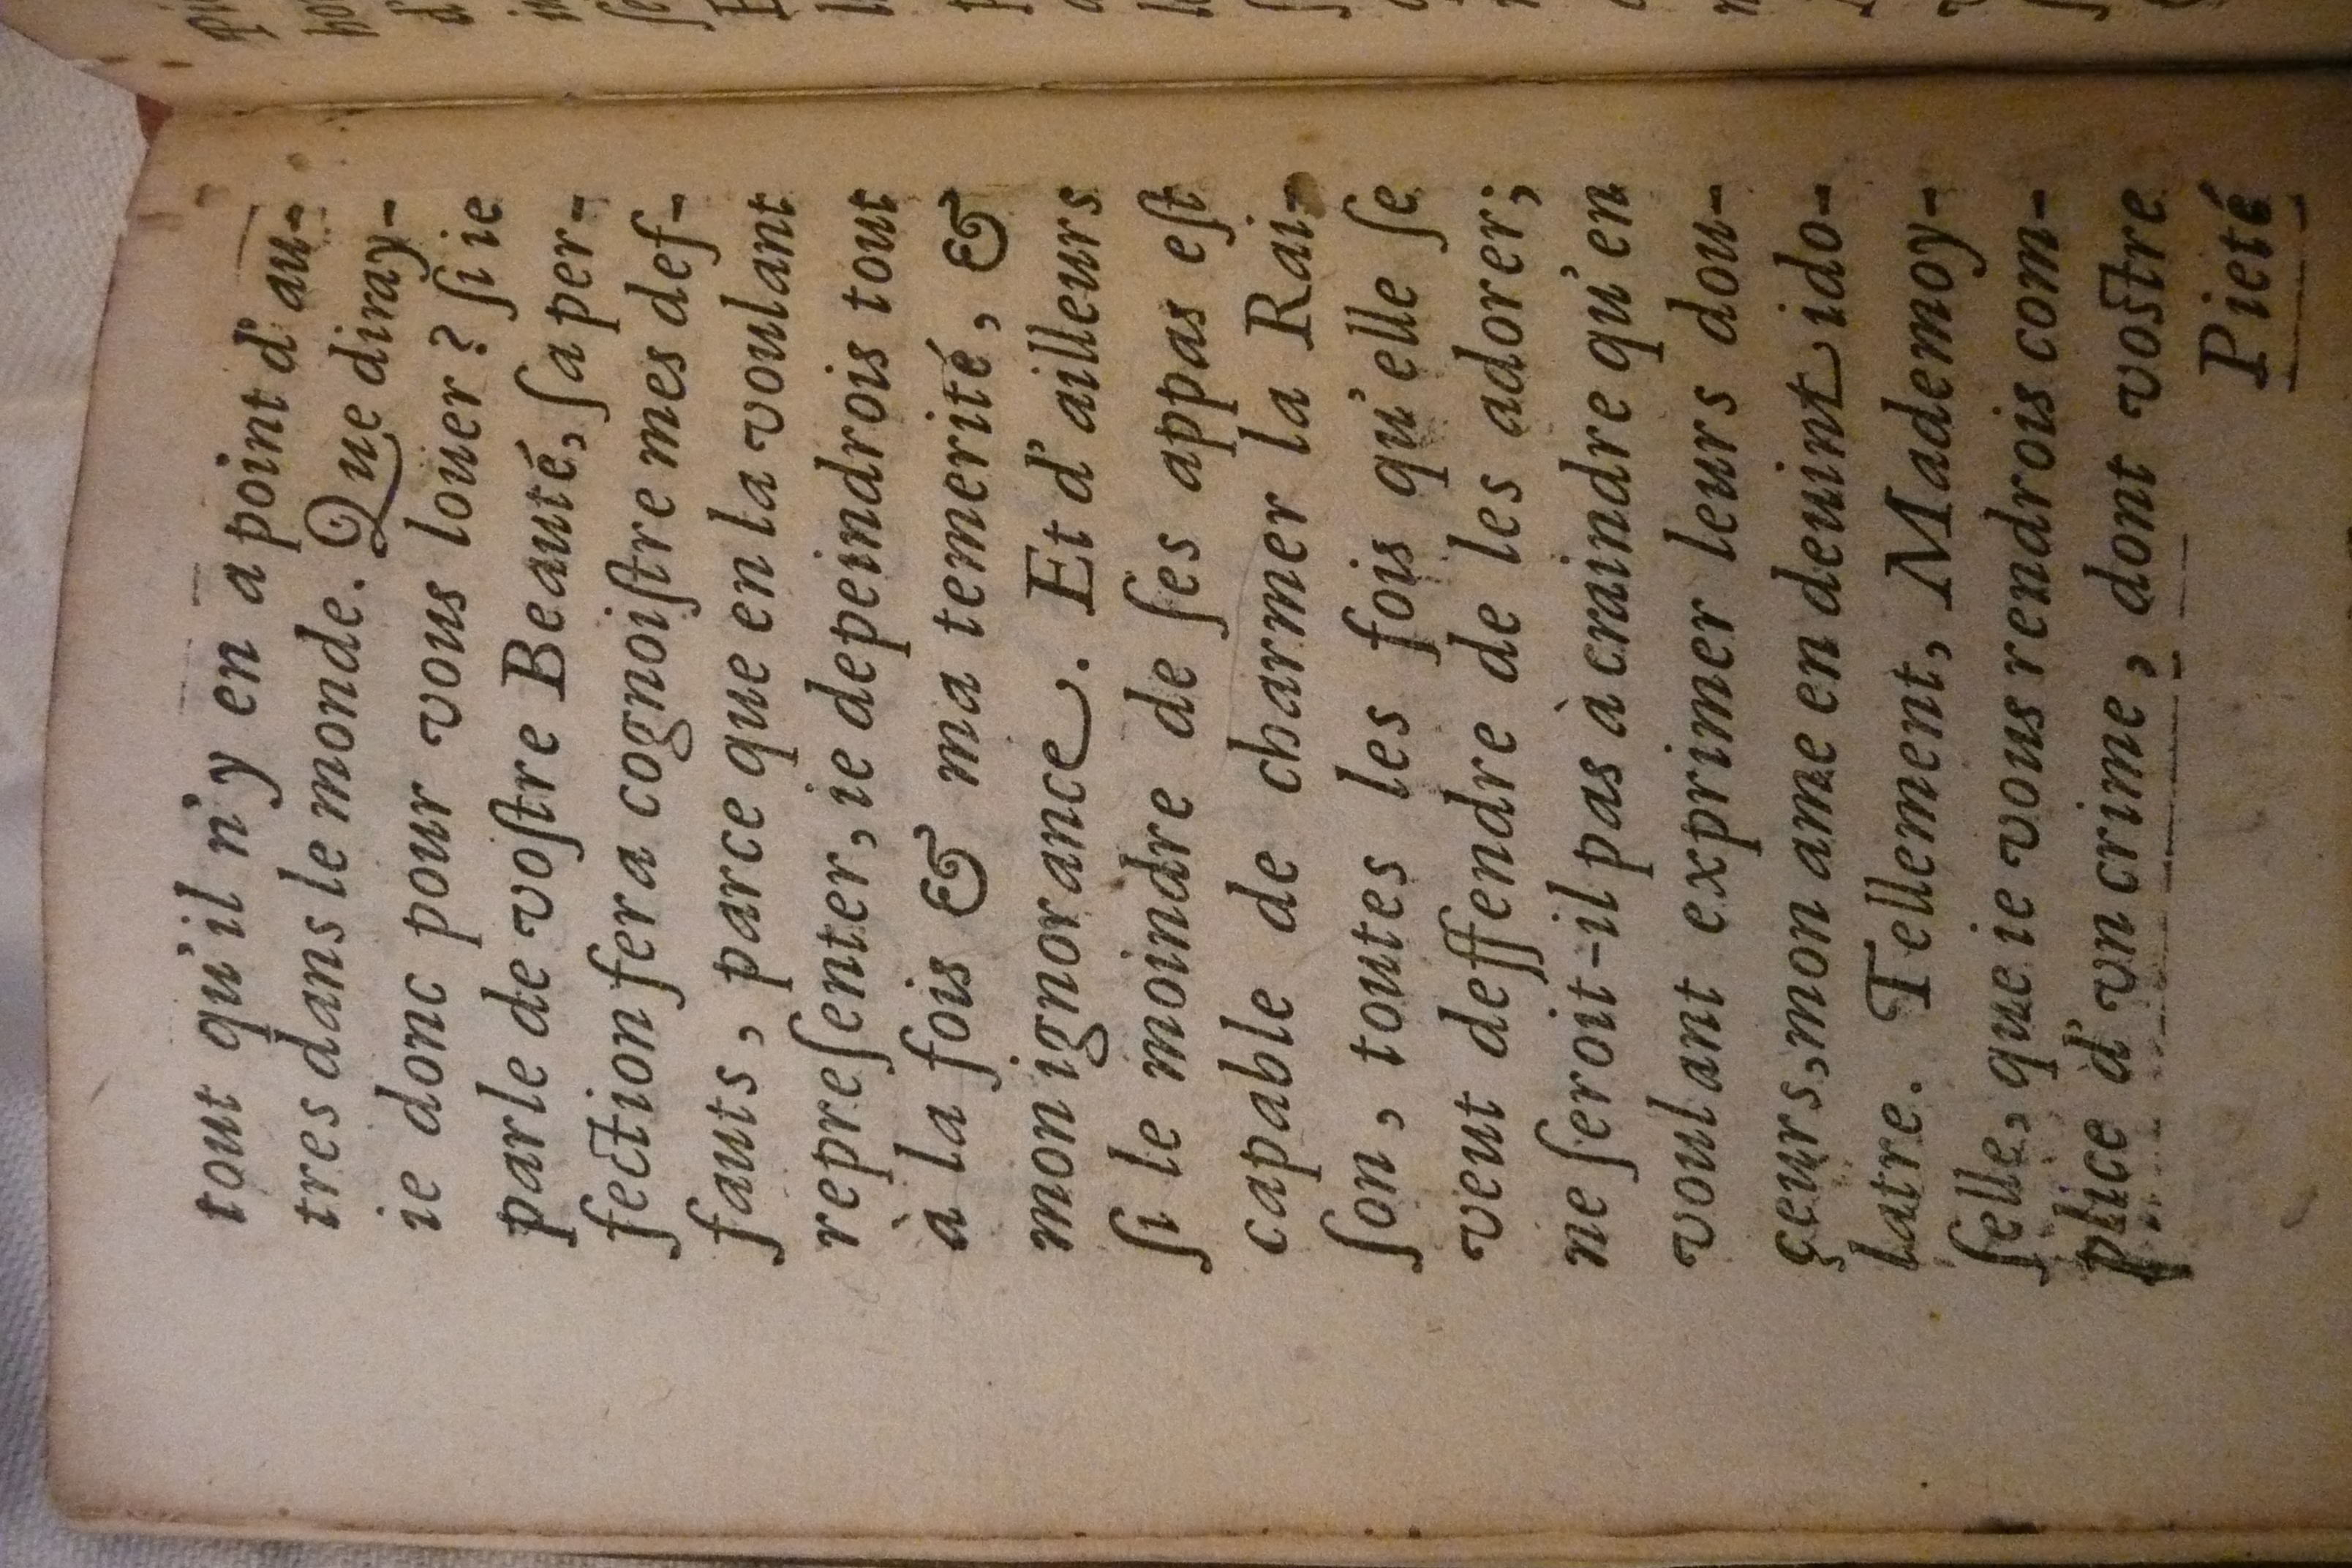 tout qu'il n'y en a point d'au-
tres dans le monde. Que diray-
ie donc pour vous louer ? ſi ie
parle de voſtre Beauté, ſa per-
fection fera cognoiſtre mes def-
fauts, parce que en la voulant
repreſenter, ie depeindrois tout
à la fois & ma temerité, &
mon ignorance. Et d'ailleurs
ſi le moindre de ſes appas eſt
capable de charmer la Rai-
ſon, toutes les fois qu'elle ſe
veut deffendre de les adorer;
ne ſeroit-il pas à craindre qu'en
voulant exprimer leurs dou-
çeurs, mon ame en deuint ido-
latre. Tellement, Mademoy-
ſelle, que ie vous rendrois com-
plice d'vn crime, dont voſtre
Pieté